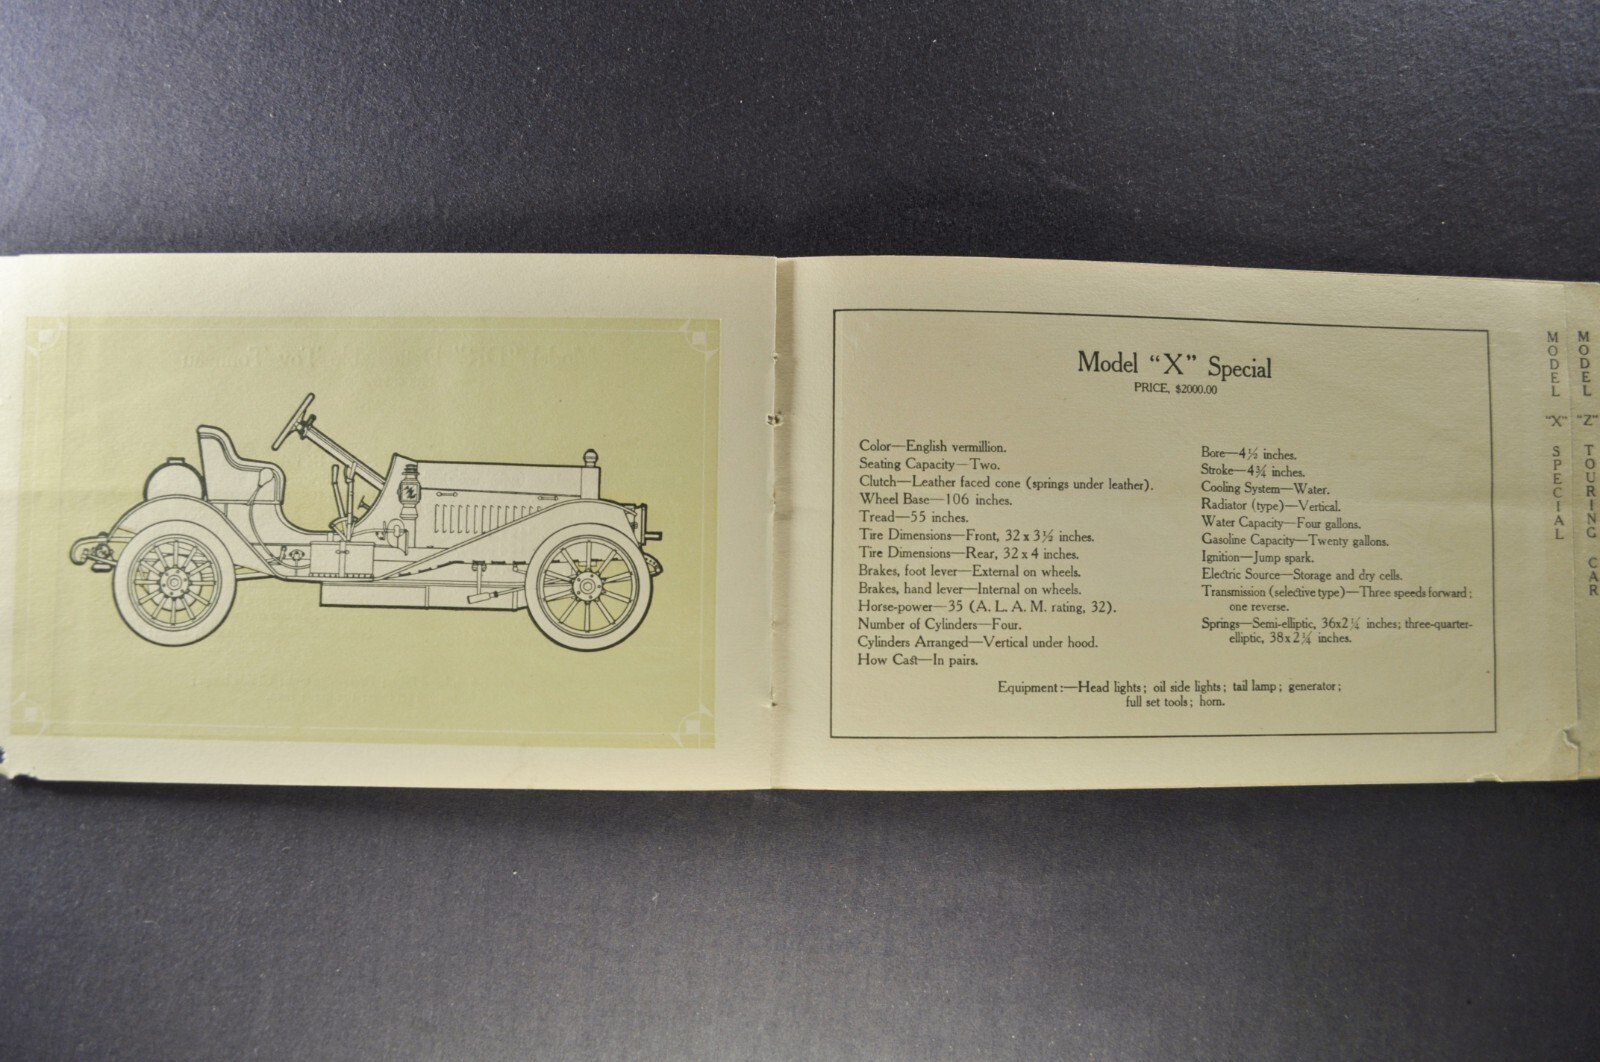 Model "X" Special
PRICE, $2000.00
Color—English vermillion.
Seating Capacity—Two.
Clutch—Leather faced cone (springs under leather).
Wheel Base—106 inches.
Tread—55 inches.
Tire Dimensions—Front, 32 x 3½ inches.
Tire Dimensions—Rear, 32 x 4 inches.
Brakes, foot lever—External on wheels.
Brakes, hand lever—Internal on wheels.
Horse-power—35 (A. L. A. M. rating, 32).
Number of Cylinders—Four.
Cylinders Arranged—Vertical under hood.
How Cast—In pairs.
Bore—4½ inches.
Stroke—4¾ inches.
Cooling System—Water.
Radiator (type)—Vertical.
Water Capacity—Four gallons.
Gasoline Capacity—Twenty gallons.
Ignition—Jump spark.
Electric Source—Storage and dry cells.
Transmission (selective type)—Three speeds forward;
one reverse.
Springs—Semi-elliptic, 36x2¼ inches; three-quarter-
elliptic, 38x2¼ inches.
Equipment:—Head lights; oil side lights; tail lamp; generator;
full set tools; horn.
MODEL "X" SPECIAL
MODEL "Z" TOURING CAR